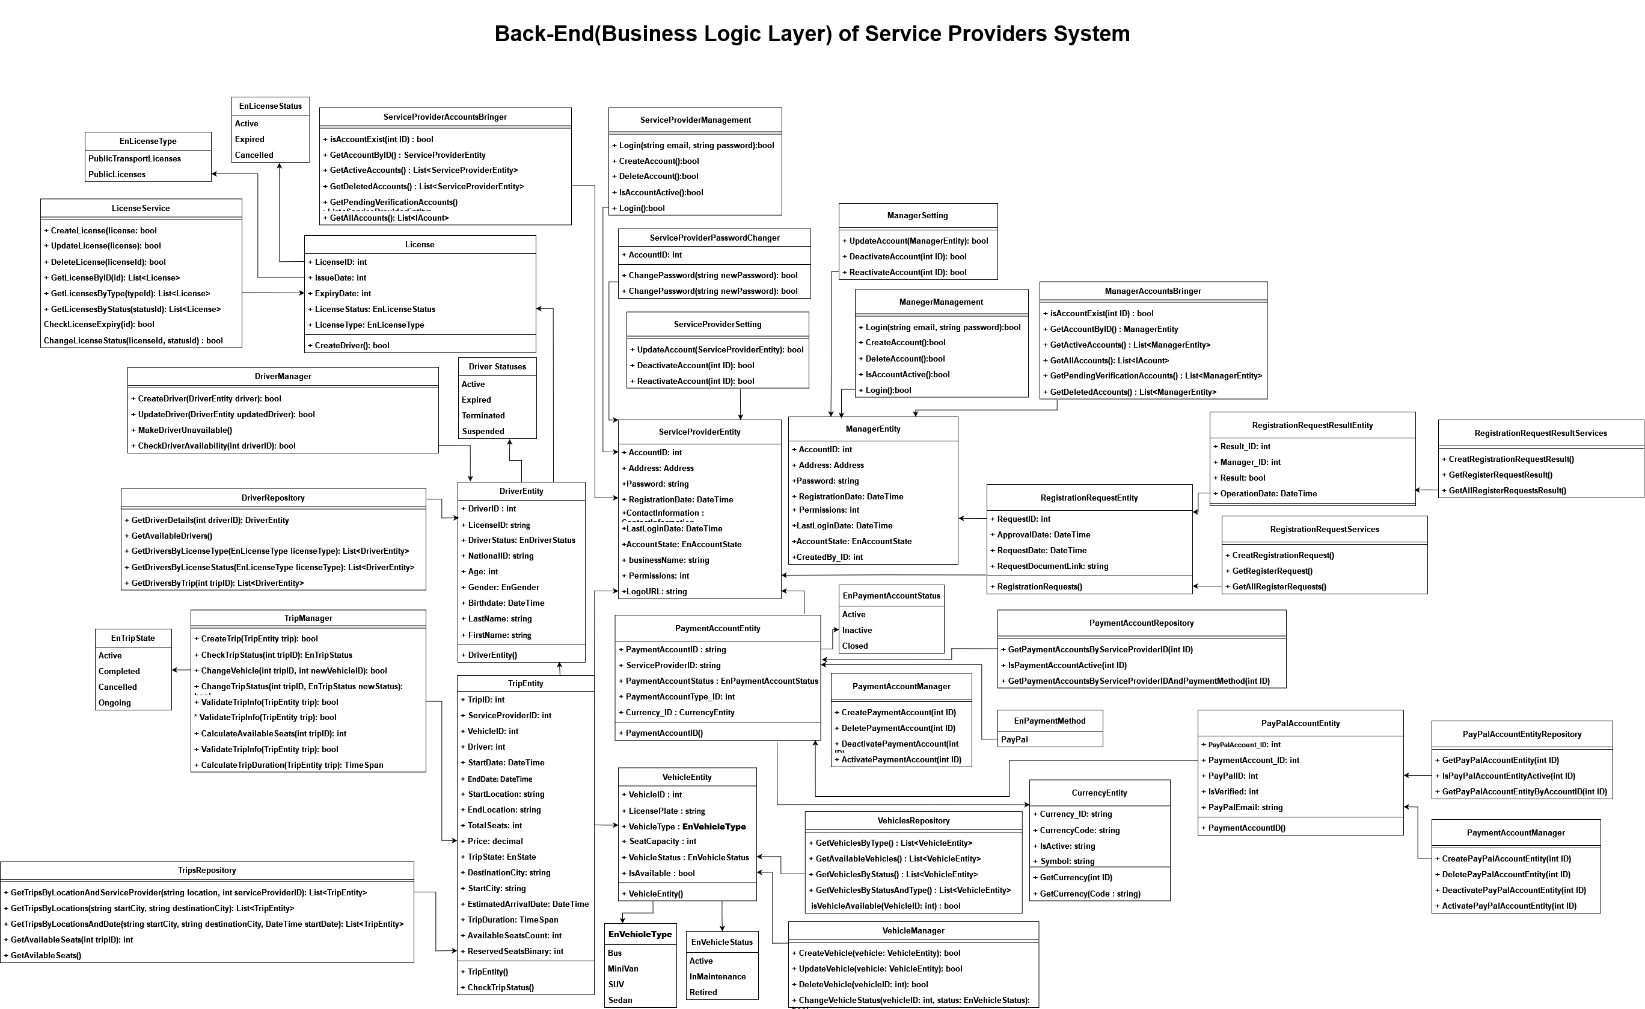 Back-End(Business Logic Layer) of Service Providers System
EnLicenseStatus
Active
Expired
Cancelled
EnLicenseType
PublicTransportLicenses
PublicLicenses
ServiceProviderAccountsBringer
+ isAccountExist(int ID) : bool
+ GetAccountByID() : ServiceProviderEntity
+ GetActiveAccounts() : List<ServiceProviderEntity>
+ GetDeletedAccounts() : List<ServiceProviderEntity>
+ GetPendingVerificationAccounts()
+ GetAllAccounts(): List<IAcount>
ServiceProviderManagement
+ Login(string email, string password):bool
+ CreateAccount():bool
+ DeleteAccount():bool
+ IsAccountActive():bool
+ Login():bool
LicenseService
+ CreateLicense(license: bool)
+ UpdateLicense(license): bool
+ DeleteLicense(licenseId): bool
+ GetLicenseByID(id): List<License>
+ GetLicensesByType(typeId): List<License>
+ GetLicensesByStatus(statusId): List<License>
CheckLicenseExpiry(id): bool
ChangeLicenseStatus(licenseId, statusId) : bool
License
+ LicenseID: int
+ IssueDate: int
+ ExpiryDate: int
+ LicenseStatus: EnLicenseStatus
+ LicenseType: EnLicenseType
+ CreateDriver(): bool
ServiceProviderPasswordChanger
+ AccountID: int
+ ChangePassword(string newPassword): bool
+ ChangePassword(string newPassword): bool
ManagerSetting
+ UpdateAccount(ManagerEntity): bool
+ DeactivateAccount(int ID): bool
+ ReactivateAccount(int ID): bool
ServiceProviderSetting
+ UpdateAccount(ServiceProviderEntity): bool
+ DeactivateAccount(int ID): bool
+ ReactivateAccount(int ID): bool
ManegerManagement
+ Login(string email, string password):bool
+ CreateAccount():bool
+ DeleteAccount():bool
+ IsAccountActive():bool
+ Login():bool
ManagerAccountsBringer
+ isAccountExist(int ID) : bool
+ GetAccountByID() : ManagerEntity
+ GetActiveAccounts() : List<ManagerEntity>
+ GetAllAccounts(): List<IAcount>
+ GetPendingVerificationAccounts() : List<ManagerEntity>
+ GetDeletedAccounts() : List<ManagerEntity>
DriverManager
+ CreateDriver(DriverEntity driver): bool
+ UpdateDriver(DriverEntity updatedDriver): bool
+ MakeDriverUnavailable()
+ CheckDriverAvailability(int driverID): bool
Driver Statuses
Active
Expired
Terminated
Suspended
ServiceProviderEntity
+ AccountID: int
+ Address: Address
+Password: string
+ RegistrationDate: DateTime
+ContactInformation :
ContactInformation
+LastLoginDate: DateTime
+AccountState: EnAccountState
+ businessName: string
+ Permissions: int
+LogoURL: string
ManagerEntity
+ AccountID: int
+ Address: Address
+Password: string
+ RegistrationDate: DateTime
+ Permissions: int
+LastLoginDate: DateTime
+AccountState: EnAccountState
+CreatedBy_ID: int
RegistrationRequestResultEntity
+ Result_ID: int
+ Manager_ID: int
+ Result: bool
+ OperationDate: DateTime
RegistrationRequestResultServices
+ CreatRegistrationRequestResult()
+ GetRegisterRequestResult()
+ GetAllRegisterRequestsResult()
DriverRepository
+ GetDriverDetails(int driverID): DriverEntity
+ GetAvailableDrivers()
+ GetDriversByLicenseType(EnLicenseType licenseType): List<DriverEntity>
+ GetDriversByLicenseStatus(EnLicenseType licenseType): List<DriverEntity>
+ GetDriversByTrip(int tripID): List<DriverEntity>
DriverEntity
+ DriverID : int
+ LicenseID: string
+ DriverStatus: EnDriverStatus
+ NationalID: string
+ Age: int
+ Gender: EnGender
+ Birthdate: DateTime
+ LastName: string
+ FirstName: string
+ DriverEntity()
RegistrationRequestEntity
+ RequestID: int
+ ApprovalDate: DateTime
+ RequestDate: DateTime
+ RequestDocumentLink: string
+ RegistrationRequests()
RegistrationRequestServices
+ CreatRegistrationRequest()
+ GetRegisterRequest()
+ GetAllRegisterRequests()
EnTripState
Active
Completed
Cancelled
Ongoing
TripManager
+ CreateTrip(TripEntity trip): bool
+ CheckTripStatus(int tripID): EnTripStatus
+ ChangeVehicle(int tripID, int newVehicleID): bool
+ ChangeTripStatus(int tripID, EnTripStatus newStatus):
+ ValidateTripInfo(TripEntity trip): bool
* ValidateTripInfo(TripEntity trip): bool
+ CalculateAvailableSeats(int tripID): int
+ ValidateTripInfo(TripEntity trip): bool
+ CalculateTripDuration(TripEntity trip): TimeSpan
EnPaymentAccountStatus
Active
Inactive
Closed
PaymentAccountEntity
+ PaymentAccountID : string
+ ServiceProviderID: string
+ PaymentAccountStatus : EnPaymentAccountStatus
+ PaymentAccountType_ID: int
+ Currency_ID : CurrencyEntity
+ PaymentAccountID()
PaymentAccountRepository
+ GetPaymentAccountsByServiceProviderID(int ID)
+ IsPaymentAccountActive(int ID)
+ GetPaymentAccountsByServiceProviderIDAndPaymentMethod(int ID)
PaymentAccountManager
+ CreatePaymentAccount(int ID)
+ DeletePaymentAccount(int ID)
+ DeactivatePaymentAccount(int
+ ActivatePaymentAccount(int ID)
EnPaymentMethod
PayPal
TripEntity
+ TripID: int
+ ServiceProviderID: int
+ VehicleID: int
+ Driver: int
+ StartDate: DateTime
+ EndDate: DateTime
+ StartLocation: string
+ EndLocation: string
+ TotalSeats: int
+ Price: decimal
+ TripState: EnState
+ DestinationCity: string
+ StartCity: string
+ EstimatedArrivalDate: DateTime
+ TripDuration: TimeSpan
+ AvailableSeatsCount: int
+ ReservedSeatsBinary: int
+ TripEntity()
+ CheckTripStatus()
PayPalAccountEntity
+ PayPalAccount_ID: int
+ PaymentAccount_ID: int
+ PayPalID: int
+ IsVerified: int
+ PayPalEmail: string
+ PaymentAccountID()
PayPalAccountEntityRepository
+ GetPayPalAccountEntity(int ID)
+ IsPayPalAccountEntityActive(int ID)
+ GetPayPalAccountEntityByAccountID(int ID)
VehicleEntity
+ VehicleID : int
+ LicensePlate : string
+ VehicleType : EnVehicleType
+ SeatCapacity : int
+ VehicleStatus : EnVehicleStatus
+ IsAvailable : bool
+ VehicleEntity()
CurrencyEntity
+ Currency_ID: string
+ CurrencyCode: string
+ IsActive: string
+ Symbol: string
+ GetCurrency(int ID)
+ GetCurrency(Code : string)
VehiclesRepository
+ GetVehiclesByType() : List<VehicleEntity>
+ GetAvailableVehicles() : List<VehicleEntity>
+ GetVehiclesByStatus() : List<VehicleEntity>
+ GetVehiclesByStatusAndType() : List<VehicleEntity>
isVehicleAvailable(VehicleID: int) : bool
PaymentAccountManager
+ CreatePayPalAccountEntity(int ID)
+ DeletePayPalAccountEntity(int ID)
+ DeactivatePayPalAccountEntity(int ID)
+ ActivatePayPalAccountEntity(int ID)
TripsRepository
+ GetTripsByLocationAndServiceProvider(string location, int serviceProviderID): List<TripEntity>
+ GetTripsByLocations(string startCity, string destinationCity): List<TripEntity>
+ GetTripsByLocationsAndDate(string startCity, string destinationCity, DateTime startDate): List<TripEntity>
+ GetAvailableSeats(int tripID): int
+ GetAvilableSeats()
EnVehicleType
Bus
MiniVan
SUV
Sedan
EnVehicleStatus
Active
InMaintenance
Retired
VehicleManager
+ CreateVehicle(vehicle: VehicleEntity): bool
+ UpdateVehicle(vehicle: VehicleEntity): bool
+ DeleteVehicle(vehicleID: int): bool
+ ChangeVehicleStatus(vehicleID: int, status: EnVehicleStatus):